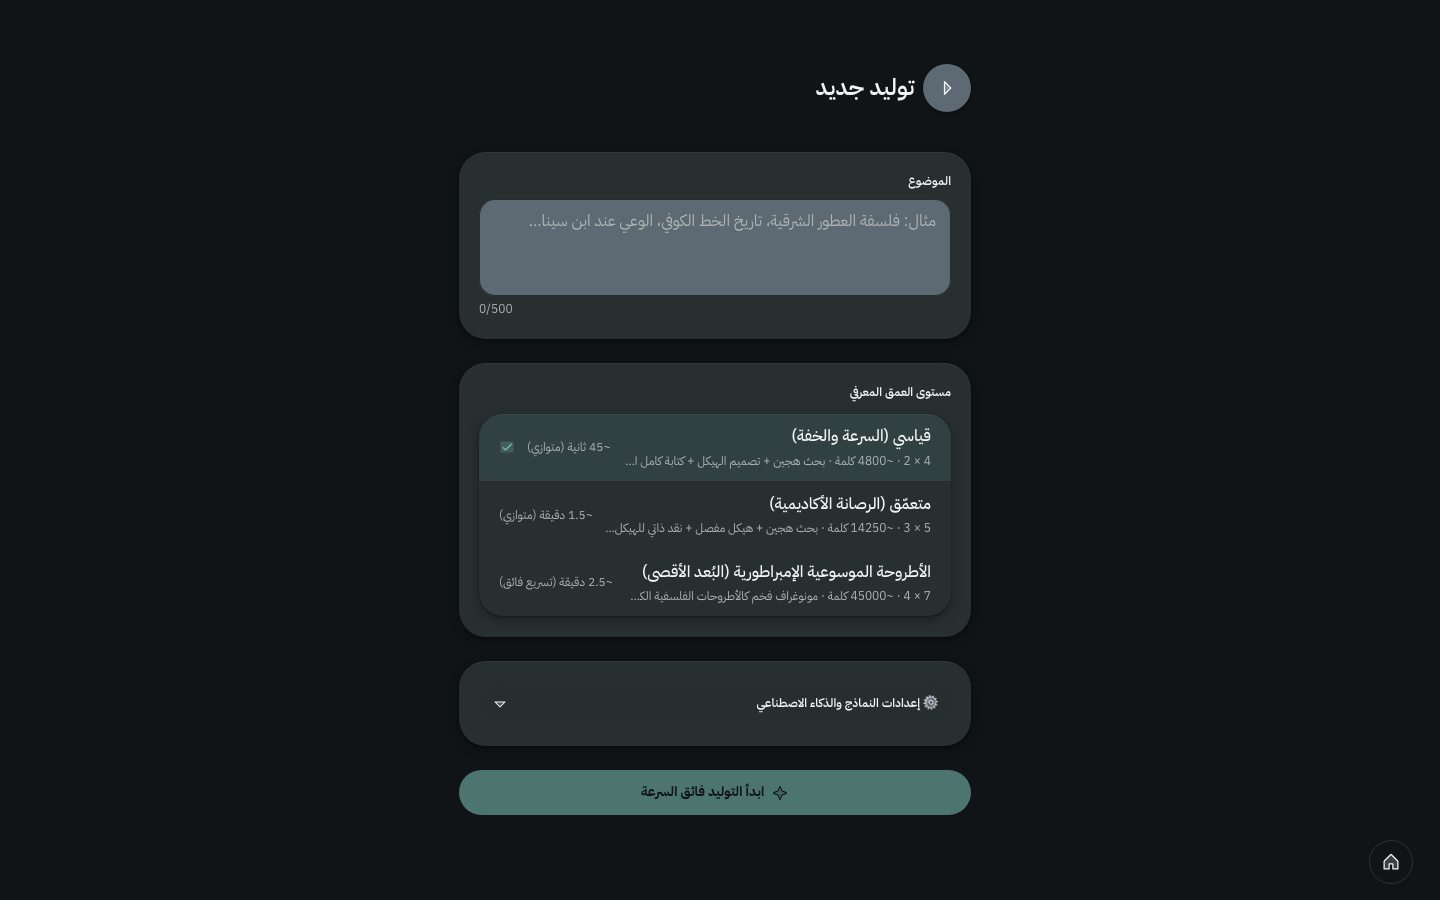 توليد جديد
الموضوع
مثال: فلسفة العطور الشرقية، تاريخ الخط الكوفي، الوعي عند ابن سينا...
0/500
مستوى العمق المعرفي
قياسي (السرعة والخفة)
4 × 2 · ~4800 كلمة · بحث هجين + تصميم الهيكل + كتابة كامل ا...
~45 ثانية (متوازي)
متعمّق (الرصانة الأكاديمية)
5 × 3 · ~14250 كلمة · بحث هجين + هيكل مفصل + نقد ذاتي للهيكل...
~1.5 دقيقة (متوازي)
الأطروحة الموسوعية الإمبراطورية (البُعد الأقصى)
7 × 4 · ~45000 كلمة · مونوغراف فخم كالأطروحات الفلسفية الكـ...
~2.5 دقيقة (تسريع فائق)
⚙️ إعدادات النماذج والذكاء الاصطناعي
ابدأ التوليد فائق السرعة